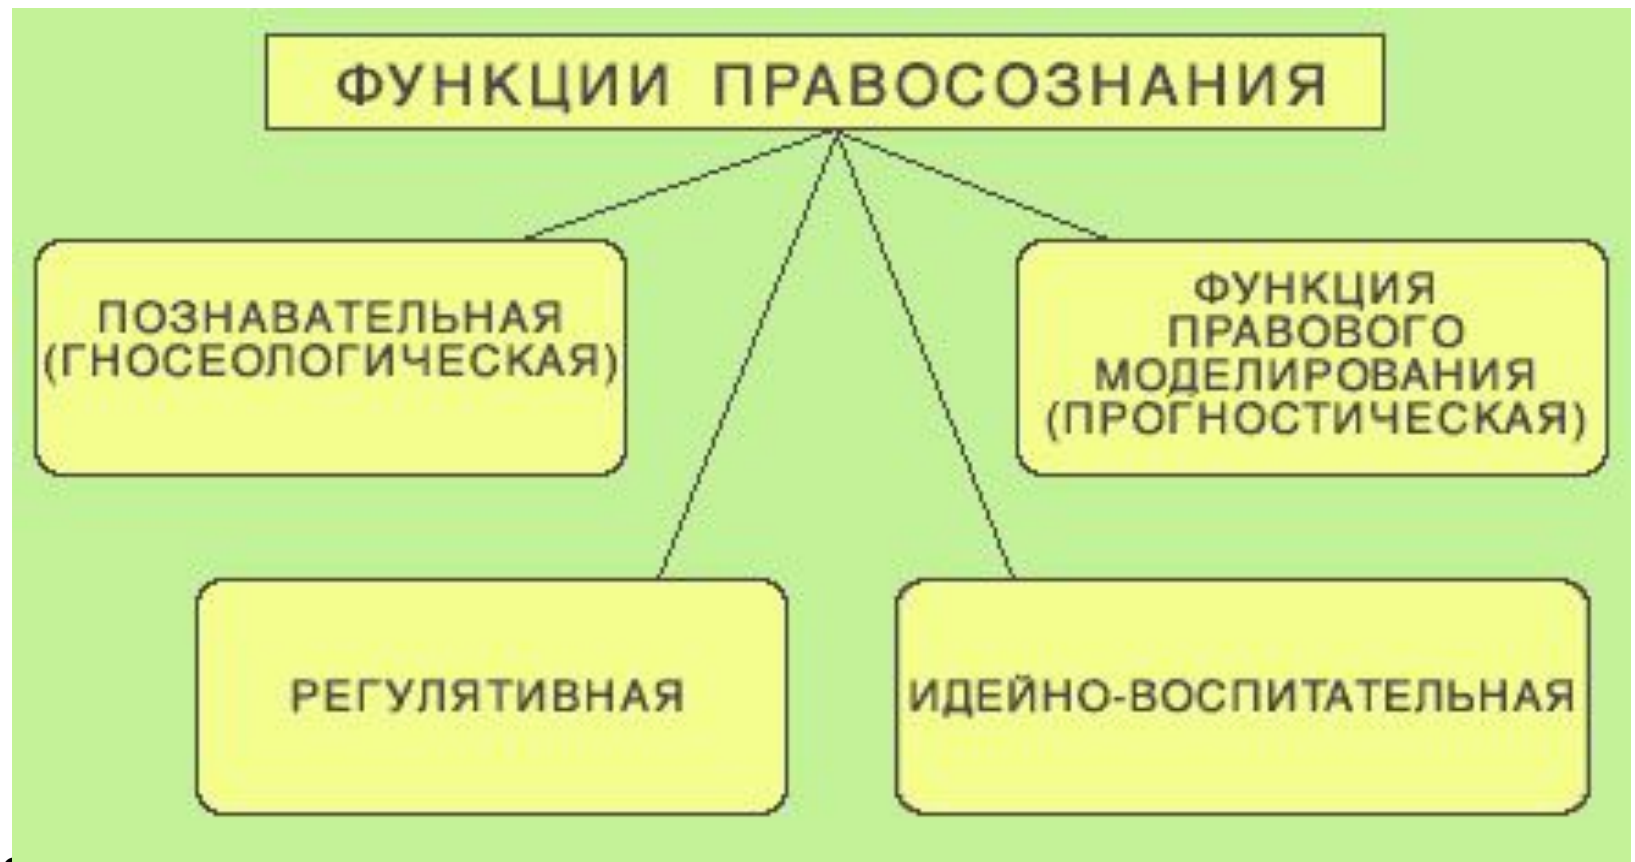 ФУНКЦИИ ПРАВОСОЗНАНИЯ
ПОЗНАВАТЕЛЬНАЯ
(ГНОСЕОЛОГИЧЕСКАЯ)
ФУНКЦИЯ
ПРАВОВОГО
МОДЕЛИРОВАНИЯ
(ПРОГНОСТИЧЕСКАЯ)
РЕГУЛЯТИВНАЯ
ИДЕЙНО-ВОСПИТАТЕЛЬНАЯ